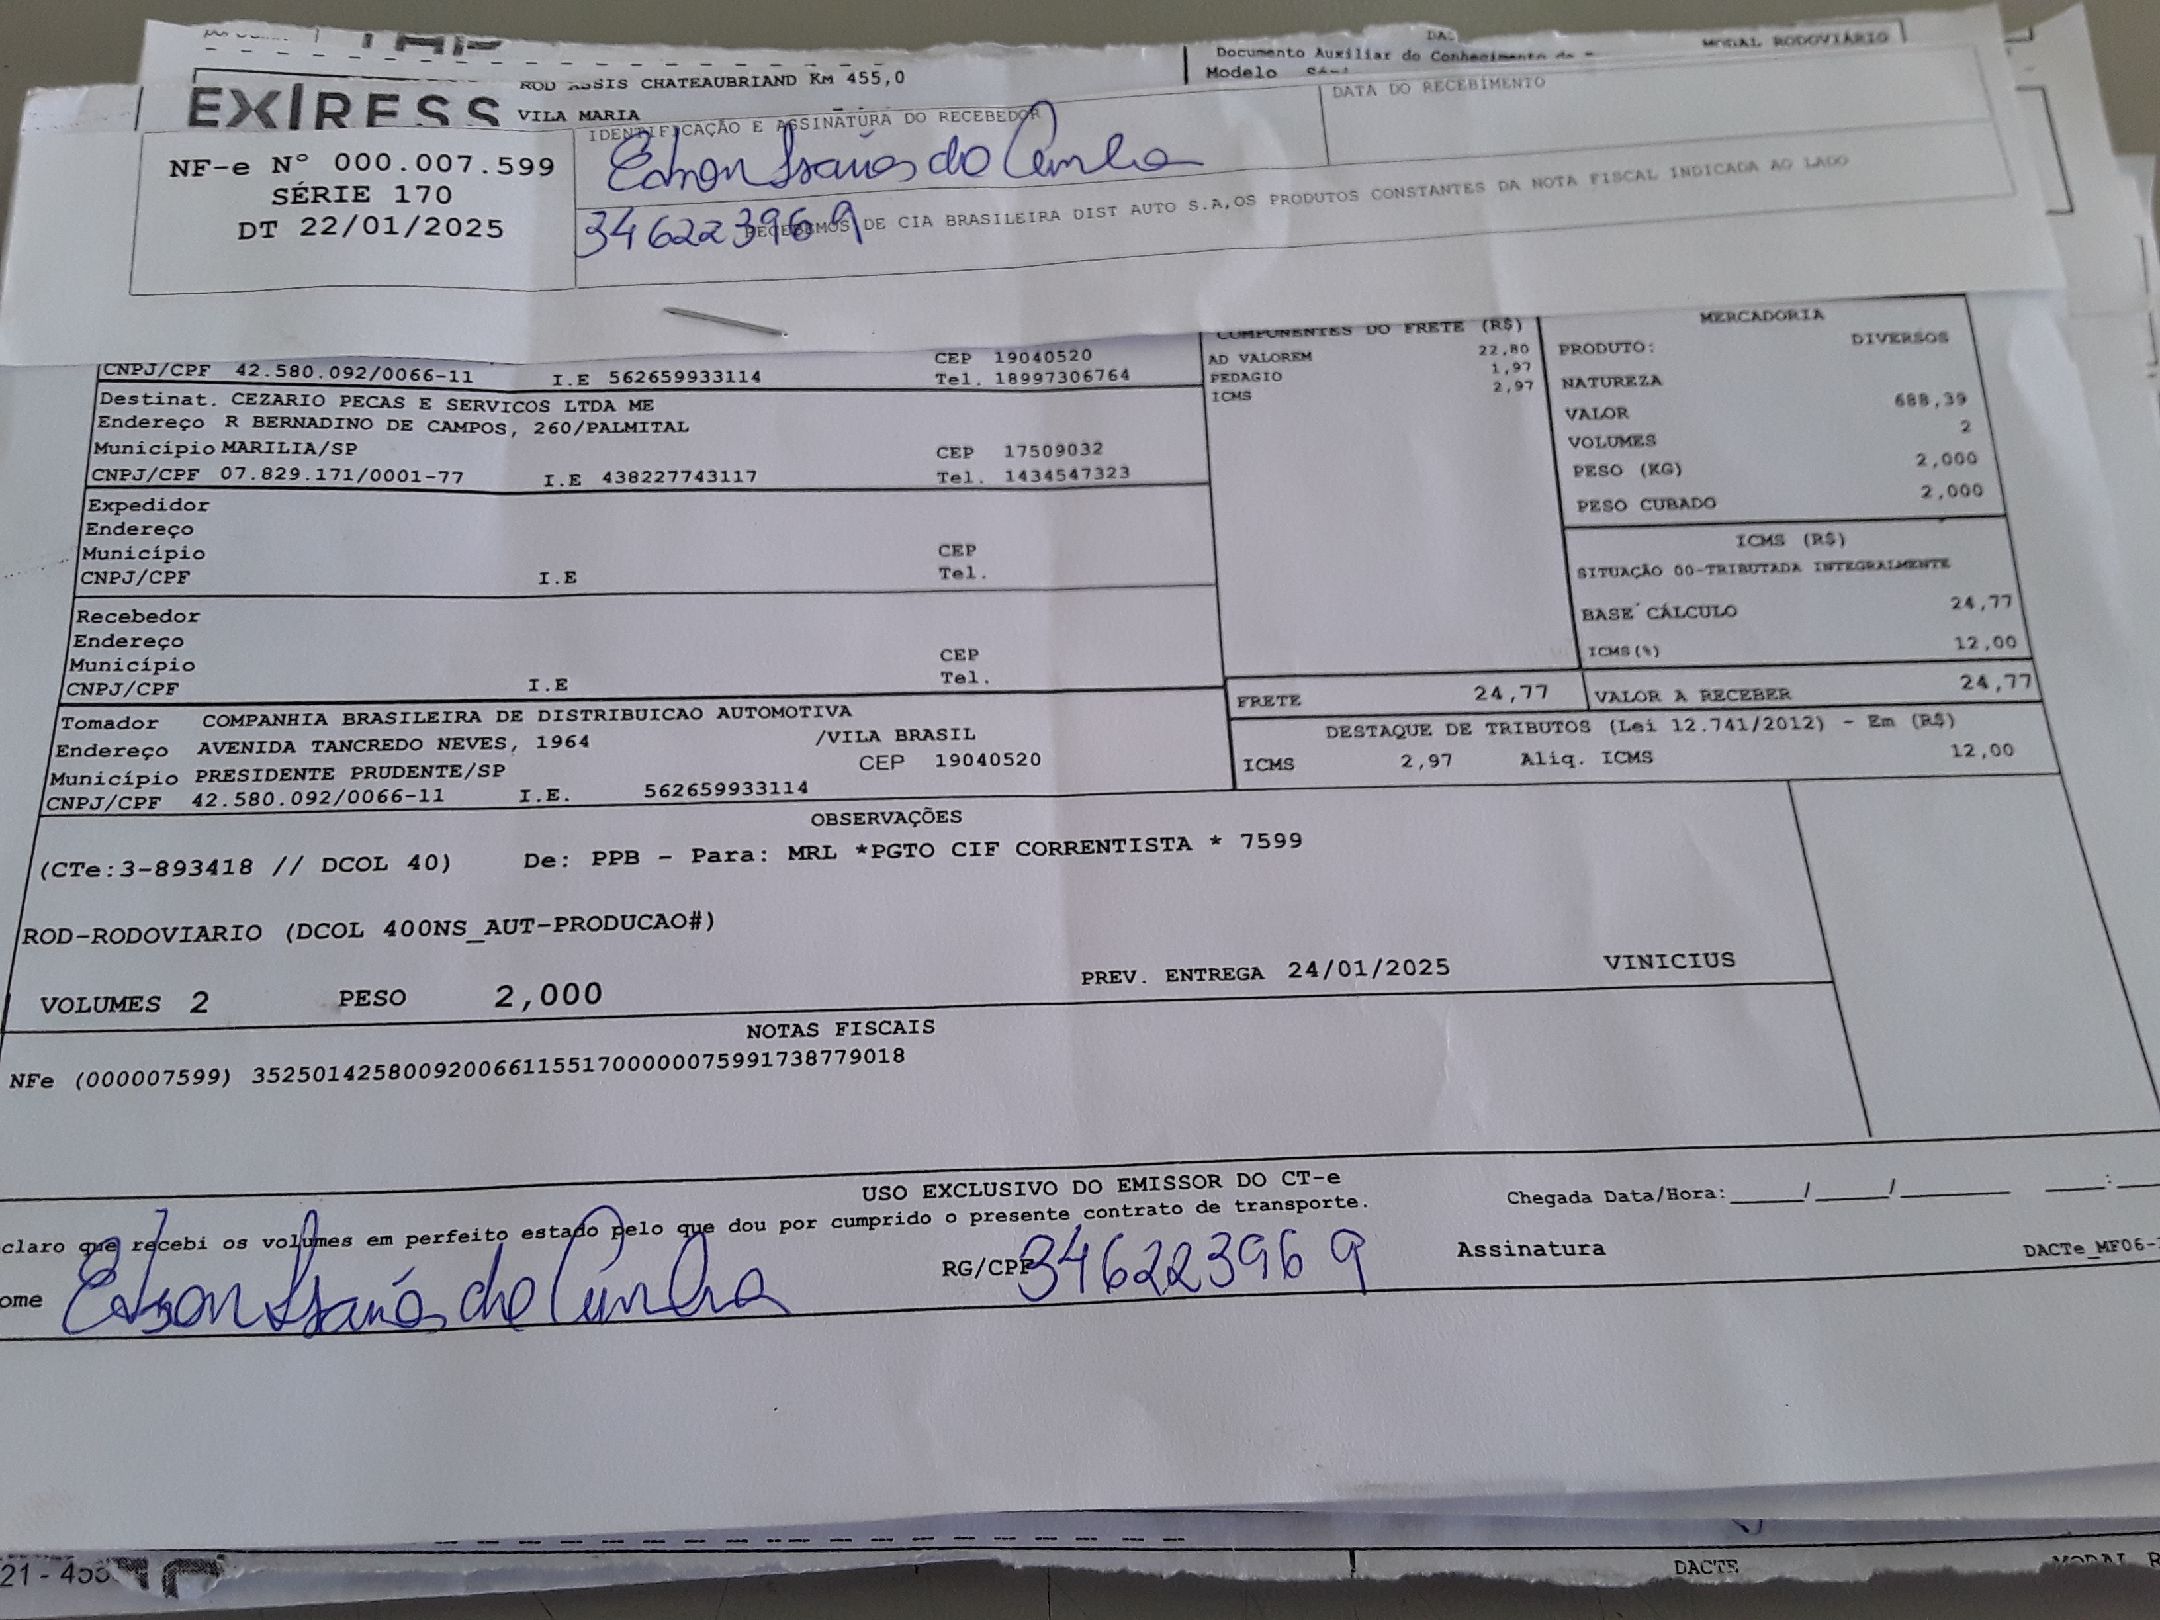 ROD ASSIS CHATEAUBRIAND Km 455,0
DA
Documento Auxiliar do Conhecimento de
MODAL RODOVIÁRIO
Modelo
EXPRESS
VILA MARIA
IDENTIFICAÇÃO E ASSINATURA DO RECEBEDOR
DATA DO RECEBIMENTO
NF-e Nº 000.007.599
SÉRIE 170
DT 22/01/2025
Edson Isaías da Cunha
346223969
RECEBEMOS DE CIA BRASILEIRA DIST AUTO S.A,OS PRODUTOS CONSTANTES DA NOTA FISCAL INDICADA AO LADO
CEP 19040520
CNPJ/CPF 42.580.092/0066-11 I.E 562659933114 Tel. 18997306764
Destinat. CEZARIO PECAS E SERVICOS LTDA ME
Endereço R BERNADINO DE CAMPOS, 260/PALMITAL
Município MARILIA/SP CEP 17509032
CNPJ/CPF 07.829.171/0001-77 I.E 438227743117 Tel. 1434547323
Expedidor
Endereço
Município CEP
CNPJ/CPF I.E Tel.
Recebedor
Endereço
Município CEP
CNPJ/CPF I.E Tel.
Tomador COMPANHIA BRASILEIRA DE DISTRIBUICAO AUTOMOTIVA
Endereço AVENIDA TANCREDO NEVES, 1964 /VILA BRASIL
Município PRESIDENTE PRUDENTE/SP CEP 19040520
CNPJ/CPF 42.580.092/0066-11 I.E. 562659933114
COMPONENTES DO FRETE (R$)
AD VALOREM 22,80
PEDAGIO 1,97
ICMS 2,97
FRETE 24,77
MERCADORIA
PRODUTO: DIVERSOS
NATUREZA
VALOR 688,39
VOLUMES 2
PESO (KG) 2,000
PESO CUBADO 2,000
ICMS (R$)
SITUAÇÃO 00-TRIBUTADA INTEGRALMENTE
BASE CÁLCULO 24,77
ICMS(%) 12,00
VALOR A RECEBER 24,77
DESTAQUE DE TRIBUTOS (Lei 12.741/2012) - Em (R$)
ICMS 2,97 Aliq. ICMS 12,00
OBSERVAÇÕES
(CTe:3-893418 // DCOL 40) De: PPB - Para: MRL *PGTO CIF CORRENTISTA * 7599
ROD-RODOVIARIO (DCOL 400NS_AUT-PRODUCAO#)
VOLUMES 2 PESO 2,000 PREV. ENTREGA 24/01/2025 VINICIUS
NOTAS FISCAIS
NFe (000007599) 35250142580092006611551700000075991738779018
USO EXCLUSIVO DO EMISSOR DO CT-e
claro que recebi os volumes em perfeito estado pelo que dou por cumprido o presente contrato de transporte.
Chegada Data/Hora:_____/_____/_________ _____:
ome Edson Isaías da Cunha RG/CPF 346223969 Assinatura
DACTe_MF06-
21 - 455
DACTE
MODAL R